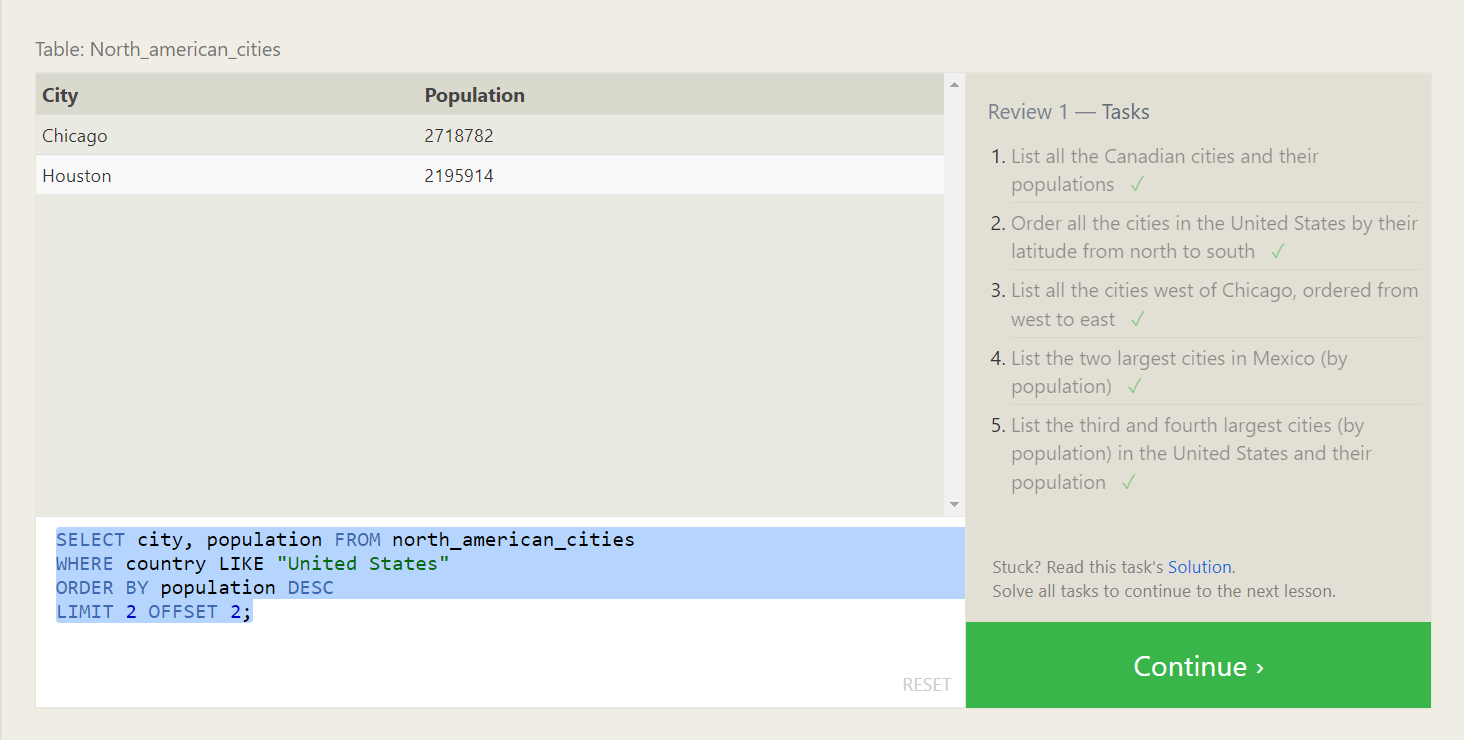 Table: North_american_cities
City Population
Chicago 2718782
Houston 2195914
SELECT city, population FROM north_american_cities
WHERE country LIKE "United States"
ORDER BY population DESC
LIMIT 2 OFFSET 2;
RESET
Review 1 — Tasks
1. List all the Canadian cities and their
populations ✓
2. Order all the cities in the United States by their
latitude from north to south ✓
3. List all the cities west of Chicago, ordered from
west to east ✓
4. List the two largest cities in Mexico (by
population) ✓
5. List the third and fourth largest cities (by
population) in the United States and their
population ✓
Stuck? Read this task's Solution.
Solve all tasks to continue to the next lesson.
Continue ›